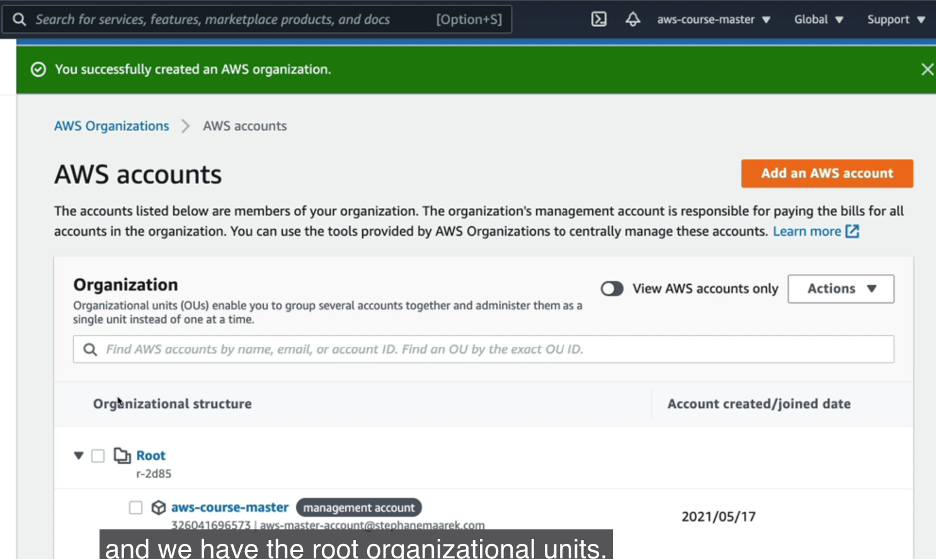 Search for services, features, marketplace products, and docs [Option+S] aws-course-master Global Support
You successfully created an AWS organization.
AWS Organizations AWS accounts
AWS accounts
Add an AWS account
The accounts listed below are members of your organization. The organization's management account is responsible for paying the bills for all
accounts in the organization. You can use the tools provided by AWS Organizations to centrally manage these accounts. Learn more
Organization
View AWS accounts only Actions
Organizational units (OUs) enable you to group several accounts together and administer them as a
single unit instead of one at a time.
Find AWS accounts by name, email, or account ID. Find an OU by the exact OU ID.
Organizational structure Account created/joined date
Root
r-2d85
aws-course-master management account
326041696573 | aws-master-account@stephanemaarek.com
2021/05/17
and we have the root organizational units.